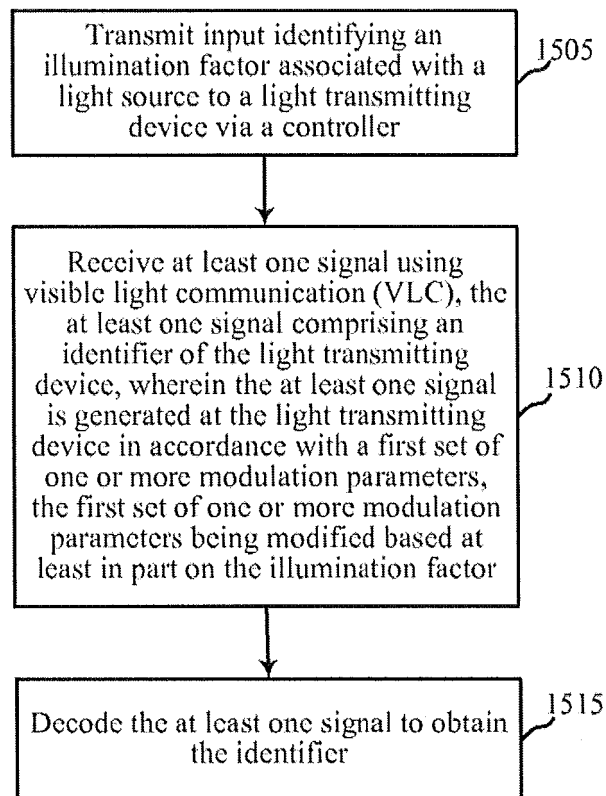 Transmit input identifying an
illumination factor associated with a
light source to a light transmitting
device via a controller
1505
Receive at least one signal using
visible light communication (VLC), the
at least one signal comprising an
identifier of the light transmitting
device, wherein the at least one signal
is generated at the light transmitting
device in accordance with a first set of
one or more modulation parameters,
the first set of one or more modulation
parameters being modified based at
least in part on the illumination factor
1510
Decode the at least one signal to obtain
the identifier
1515